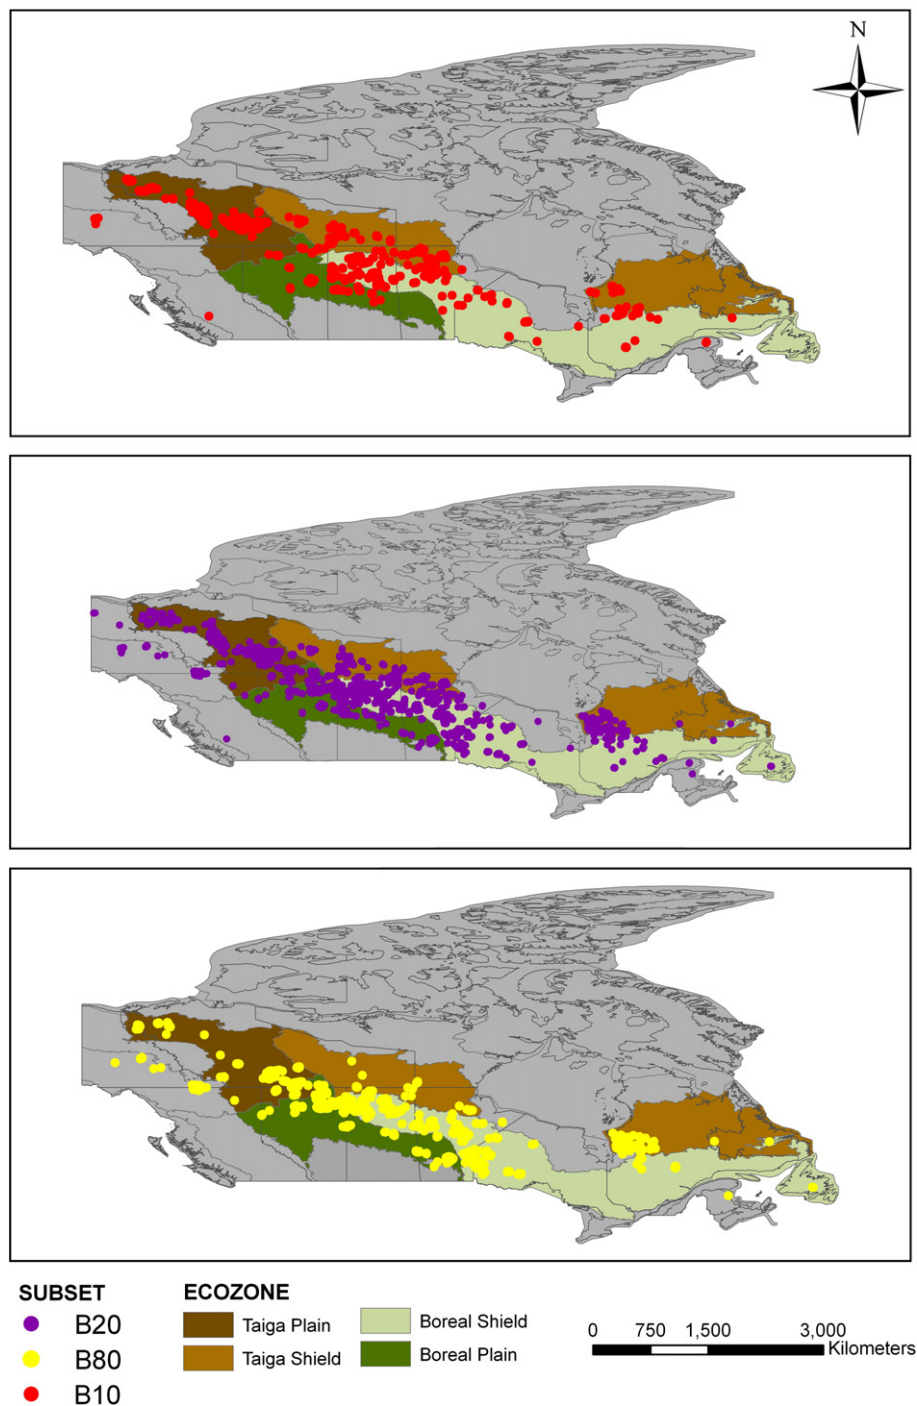 N
SUBSET
B20
B80
B10
ECOZONE
Taiga Plain
Taiga Shield
Boreal Shield
Boreal Plain
0 750 1,500 3,000
Kilometers